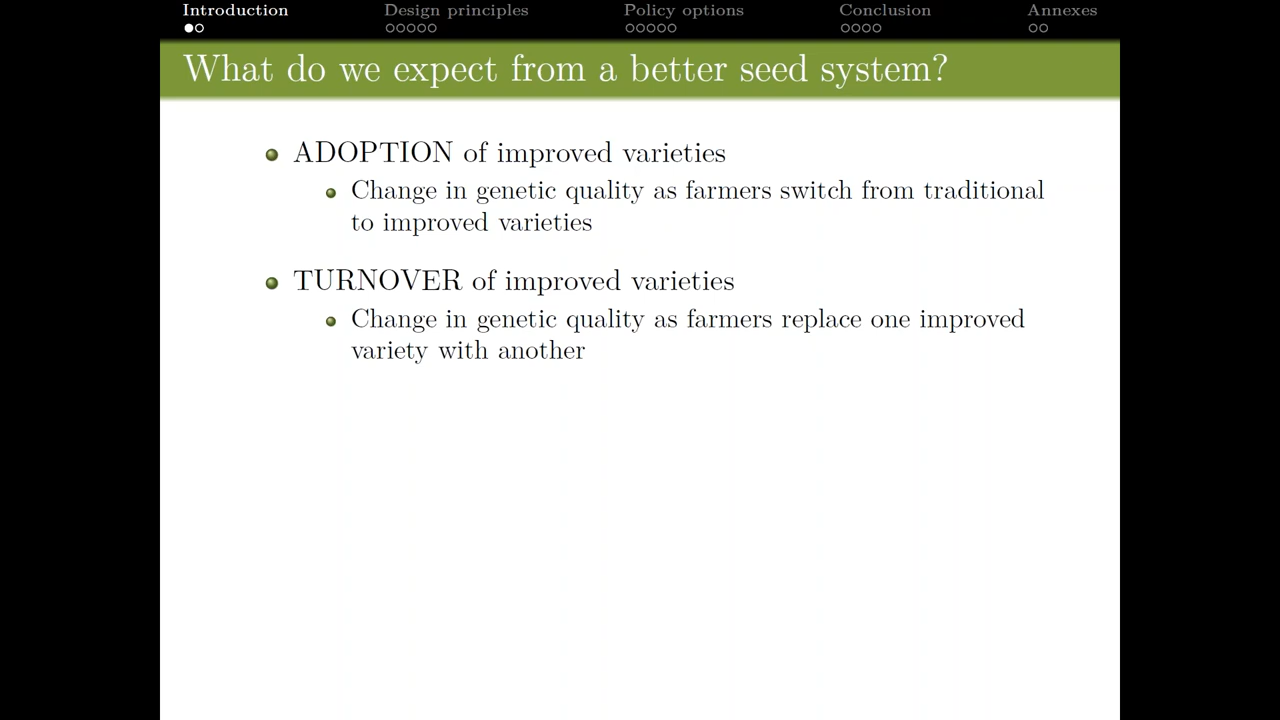 Introduction Design principles Policy options Conclusion Annexes
What do we expect from a better seed system?
ADOPTION of improved varieties
Change in genetic quality as farmers switch from traditional
to improved varieties
TURNOVER of improved varieties
Change in genetic quality as farmers replace one improved
variety with another